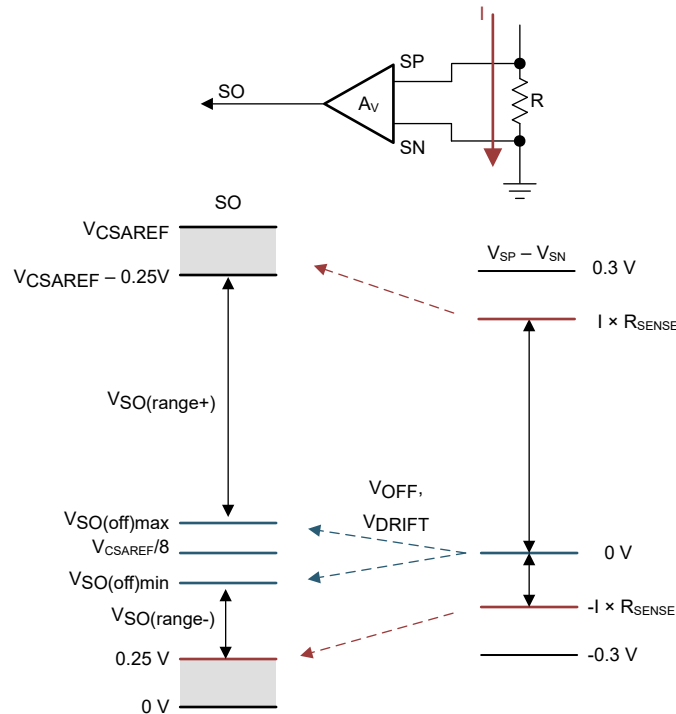 I
SP
SO
AV
R
SN
SO
VCSAREF
VSP – VSN
VCSAREF – 0.25V
0.3 V
I × RSENSE
VSO(range+)
VOFF,
VDRIFT
VSO(off)max
VCSAREF/8
0 V
VSO(off)min
VSO(range-)
-I × RSENSE
0.25 V
-0.3 V
0 V